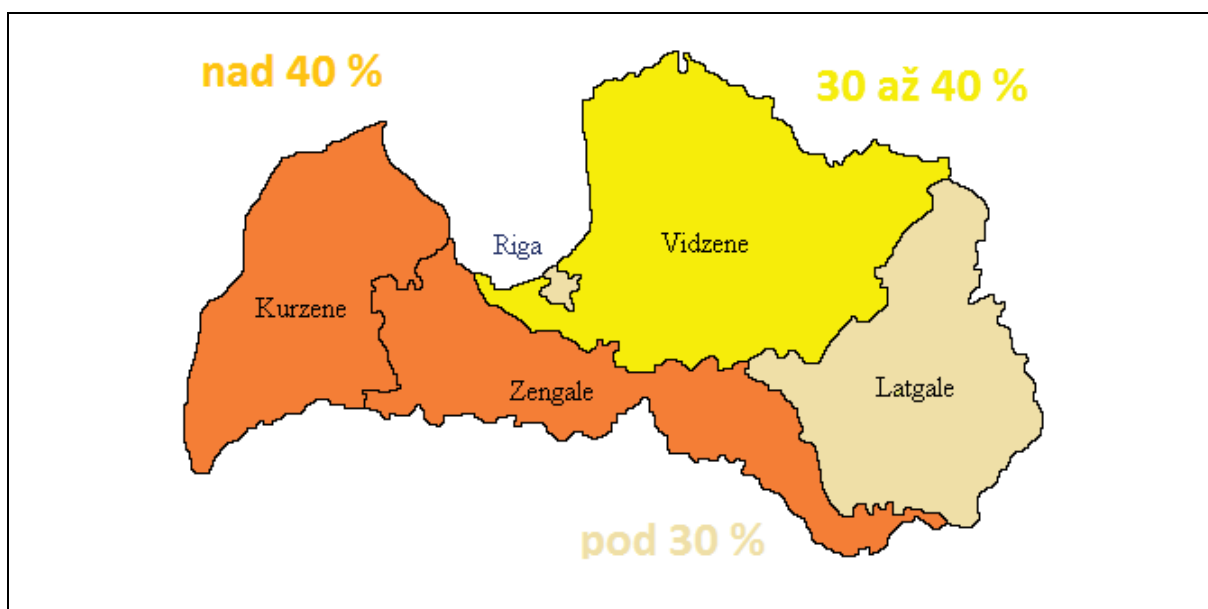 nad 40 %
30 až 40 %
Riga
Vidzene
Kurzene
Zengale
Latgale
pod 30 %